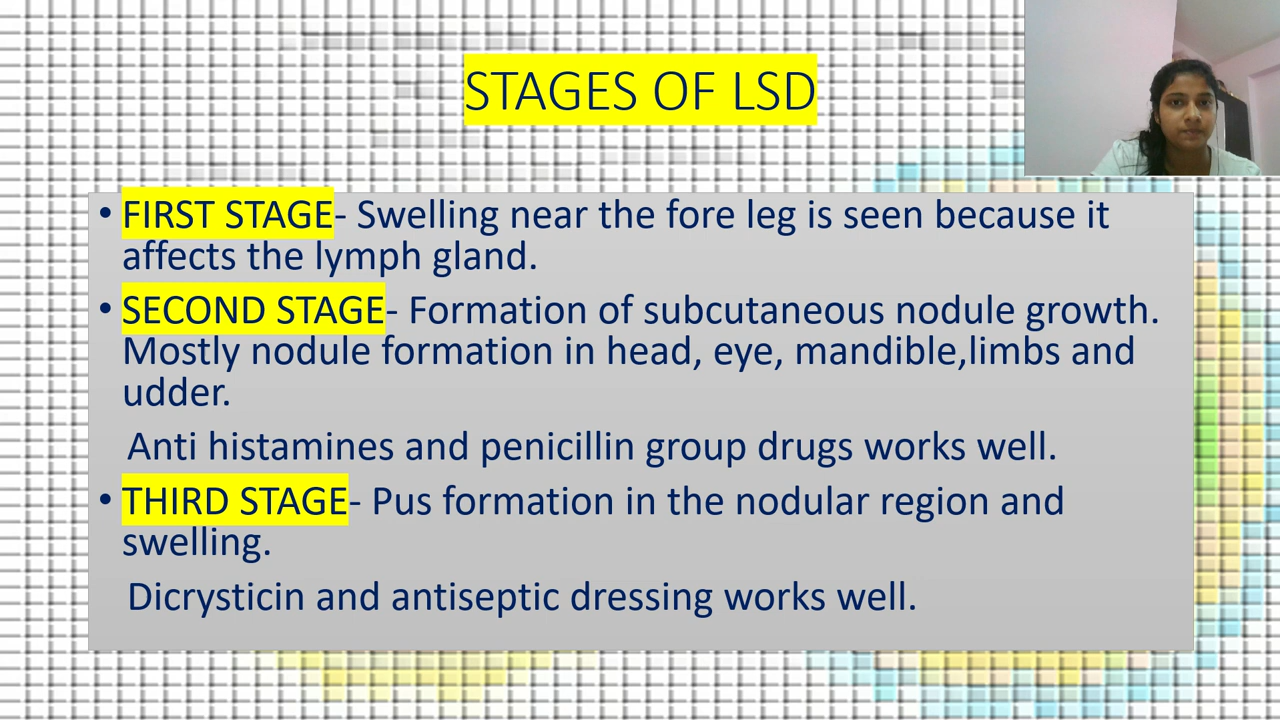 STAGES OF LSD
• FIRST STAGE- Swelling near the fore leg is seen because it
affects the lymph gland.
• SECOND STAGE- Formation of subcutaneous nodule growth.
Mostly nodule formation in head, eye, mandible,limbs and
udder.
Anti histamines and penicillin group drugs works well.
• THIRD STAGE- Pus formation in the nodular region and
swelling.
Dicrysticin and antiseptic dressing works well.